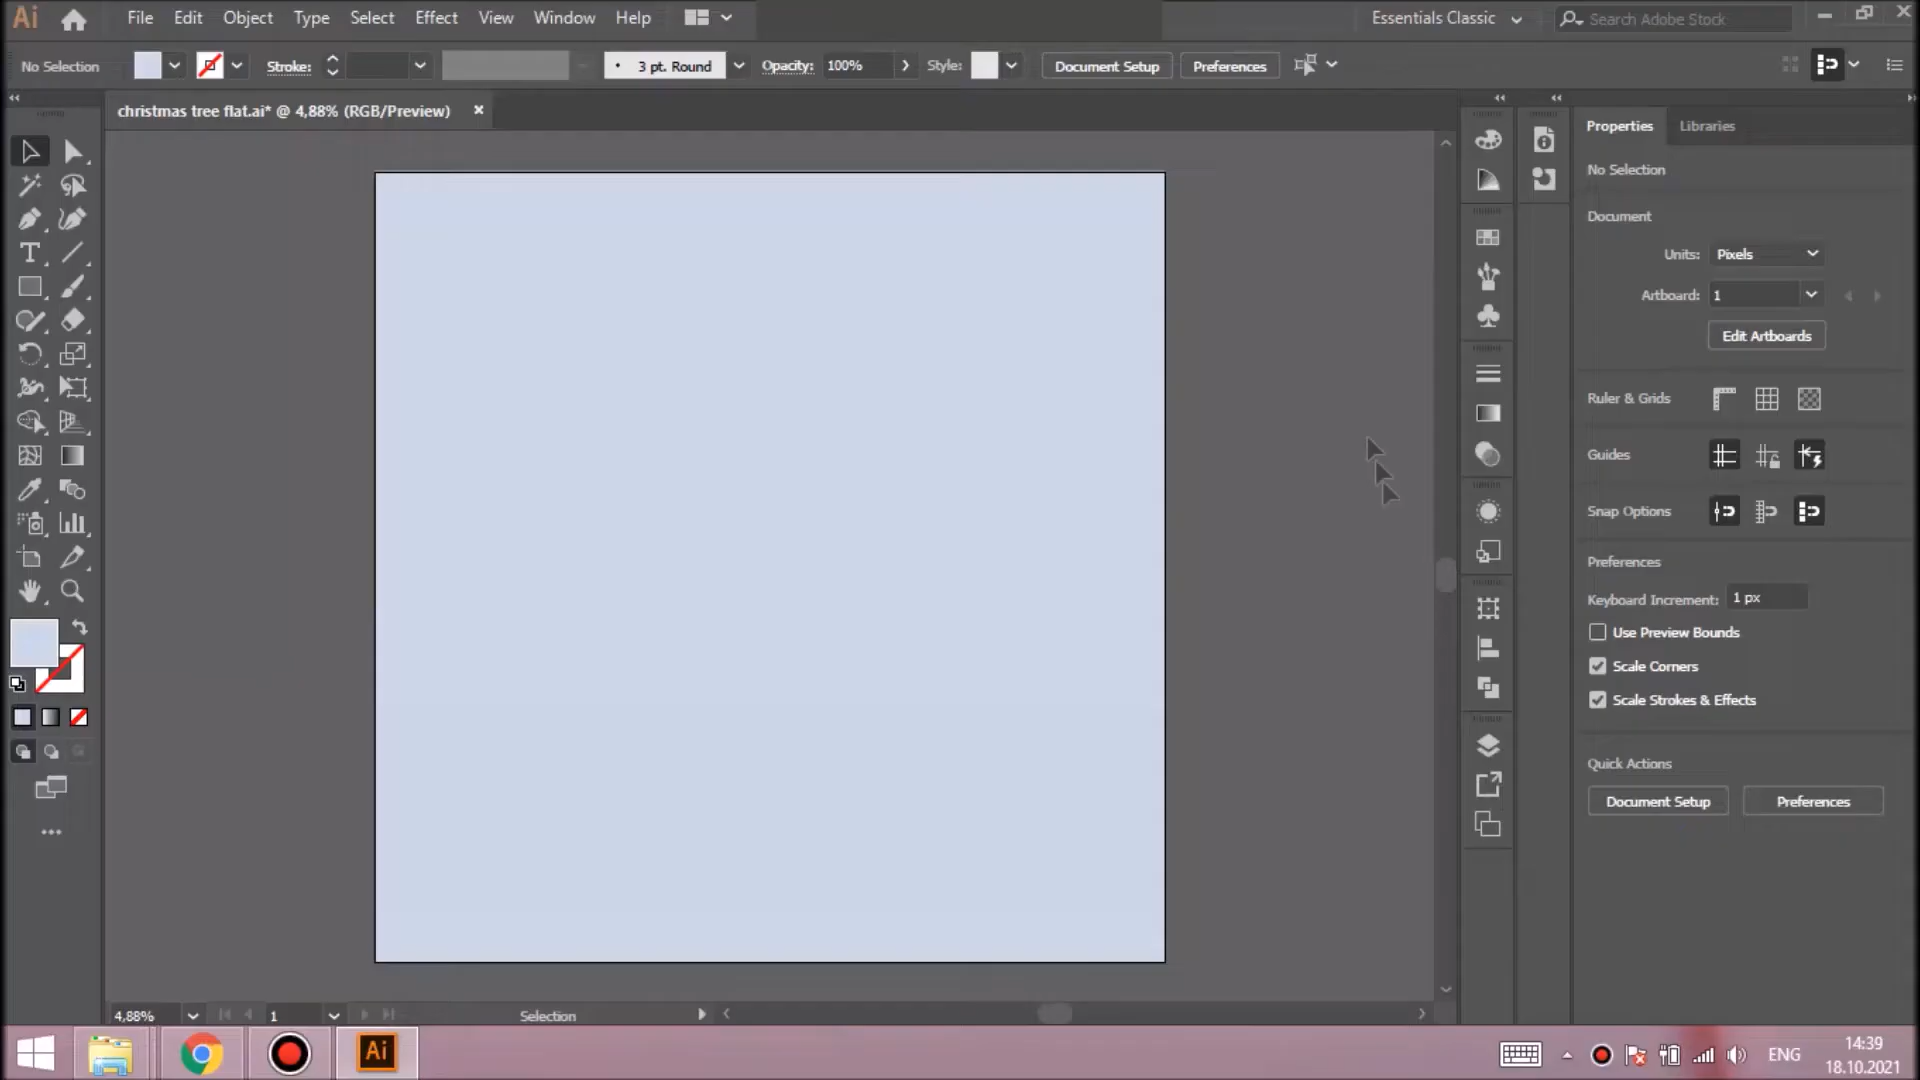 Ai File Edit Object Type Select Effect View Window Help Essentials Classic Search Adobe Stock
No Selection Stroke: 3 pt. Round Opacity: 100% Style: Document Setup Preferences
christmas tree flat.ai* @ 4,88% (RGB/Preview)
Properties Libraries
No Selection
Document
Units: Pixels
Artboard: 1
Edit Artboards
Ruler & Grids
Guides
Snap Options
Preferences
Keyboard Increment: 1 px
Use Preview Bounds
Scale Corners
Scale Strokes & Effects
Quick Actions
Document Setup Preferences
4,88% 1 Selection
Ai ENG 14:39
18.10.2021